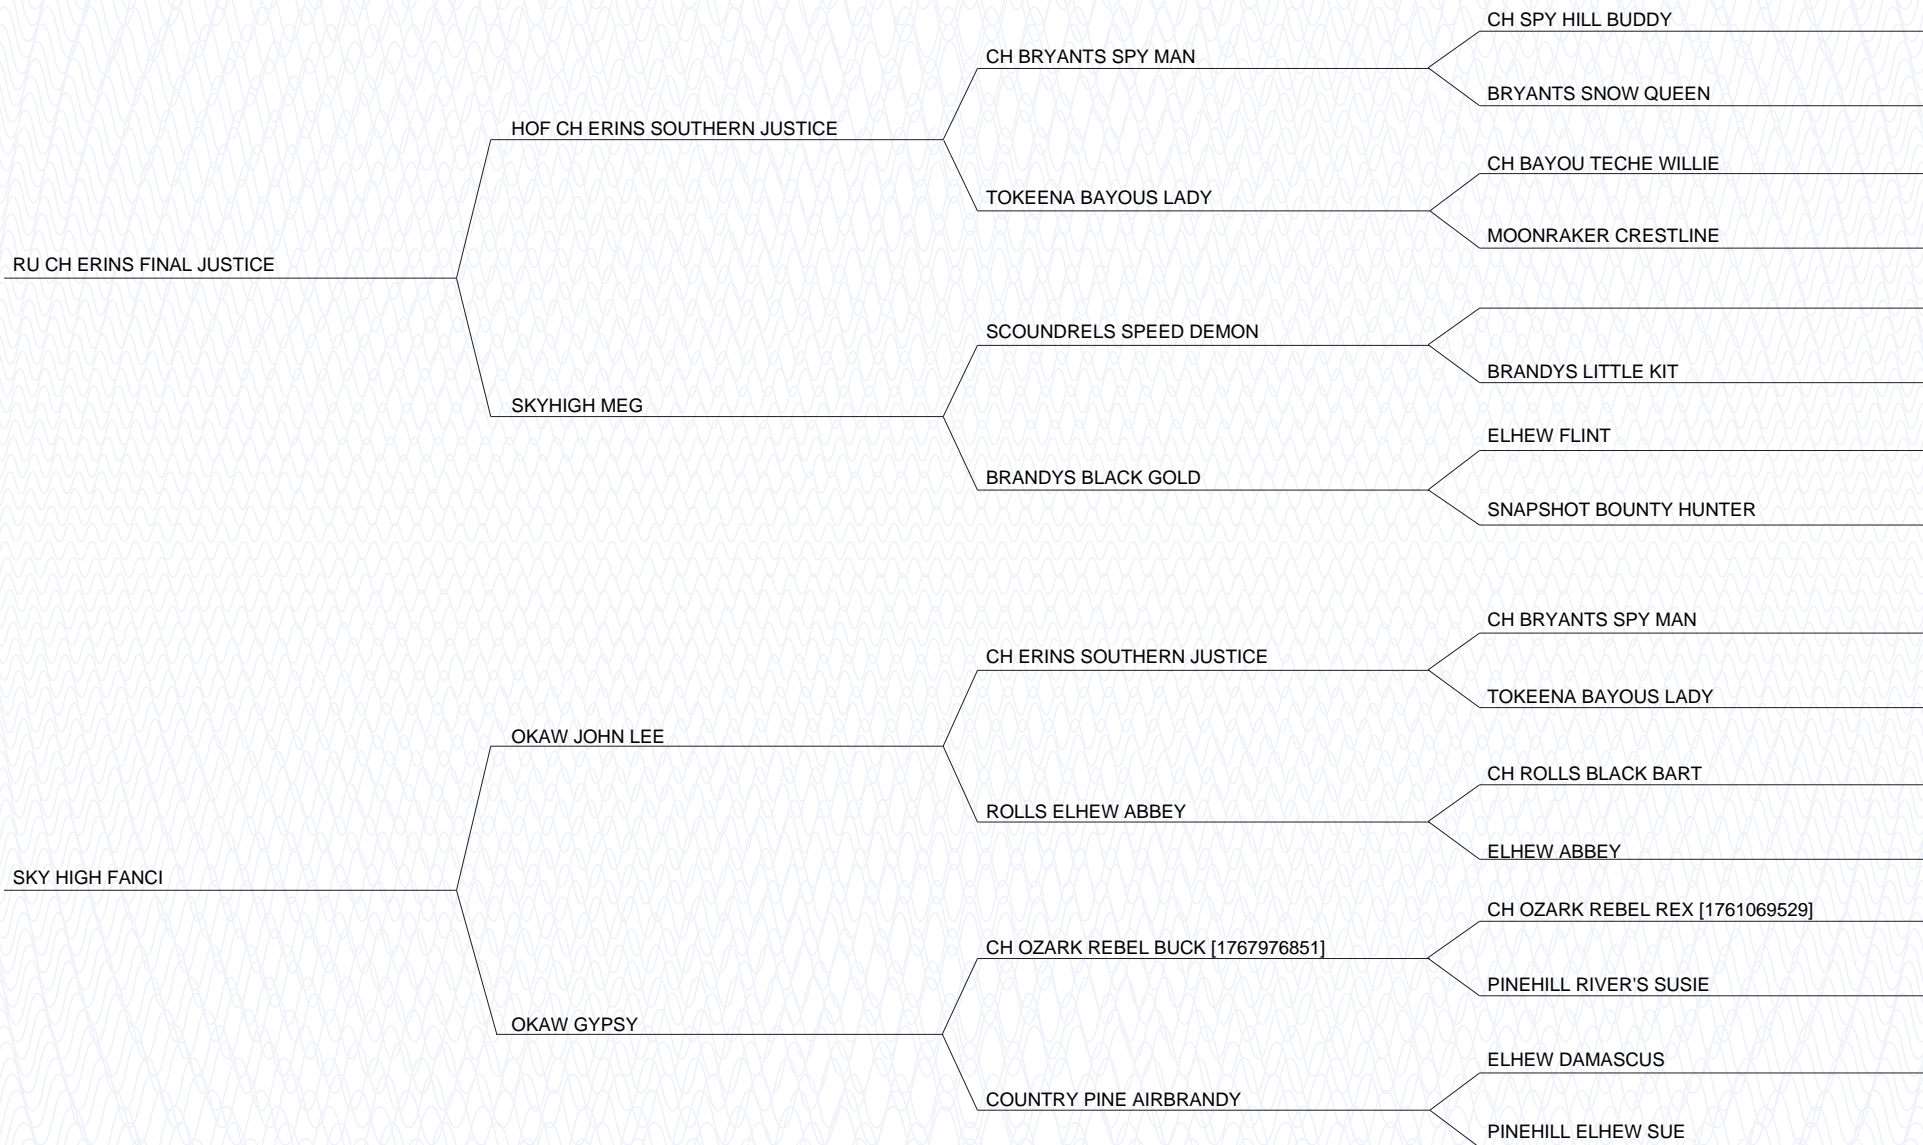 CH SPY HILL BUDDY
CH BRYANTS SPY MAN
BRYANTS SNOW QUEEN
HOF CH ERINS SOUTHERN JUSTICE
CH BAYOU TECHE WILLIE
TOKEENA BAYOUS LADY
MOONRAKER CRESTLINE
RU CH ERINS FINAL JUSTICE
SCOUNDRELS SPEED DEMON
BRANDYS LITTLE KIT
SKYHIGH MEG
ELHEW FLINT
BRANDYS BLACK GOLD
SNAPSHOT BOUNTY HUNTER
CH BRYANTS SPY MAN
CH ERINS SOUTHERN JUSTICE
TOKEENA BAYOUS LADY
OKAW JOHN LEE
CH ROLLS BLACK BART
ROLLS ELHEW ABBEY
ELHEW ABBEY
SKY HIGH FANCI
CH OZARK REBEL REX [1761069529]
CH OZARK REBEL BUCK [1767976851]
PINEHILL RIVER'S SUSIE
OKAW GYPSY
ELHEW DAMASCUS
COUNTRY PINE AIRBRANDY
PINEHILL ELHEW SUE